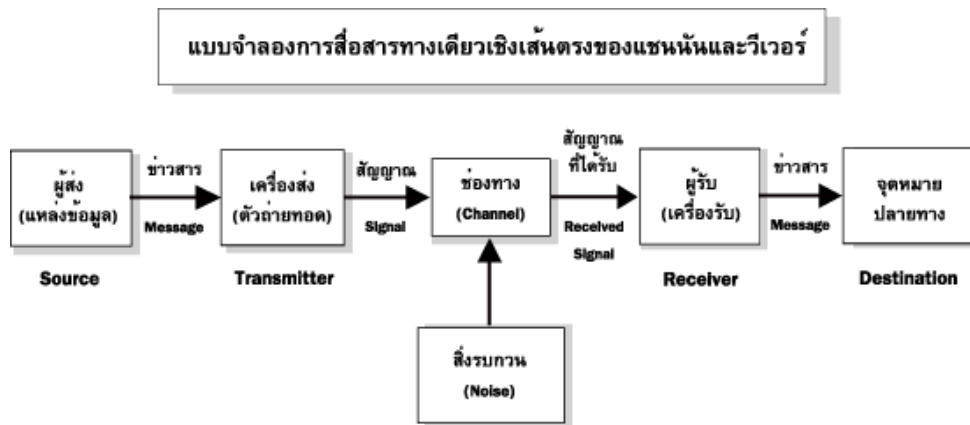 แบบจำลองการสื่อสารทางเดียวเชิงเส้นตรงของแชนนันและวีเวอร์
ผู้ส่ง
(แหล่งข้อมูล)
Source
ข่าวสาร
Message
เครื่องส่ง
(ตัวถ่ายทอด)
Transmitter
สัญญาณ
Signal
ช่องทาง
(Channel)
สัญญาณ
ที่ได้รับ
Received
Signal
ผู้รับ
(เครื่องรับ)
Receiver
ข่าวสาร
Message
จุดหมาย
ปลายทาง
Destination
สิ่งรบกวน
(Noise)